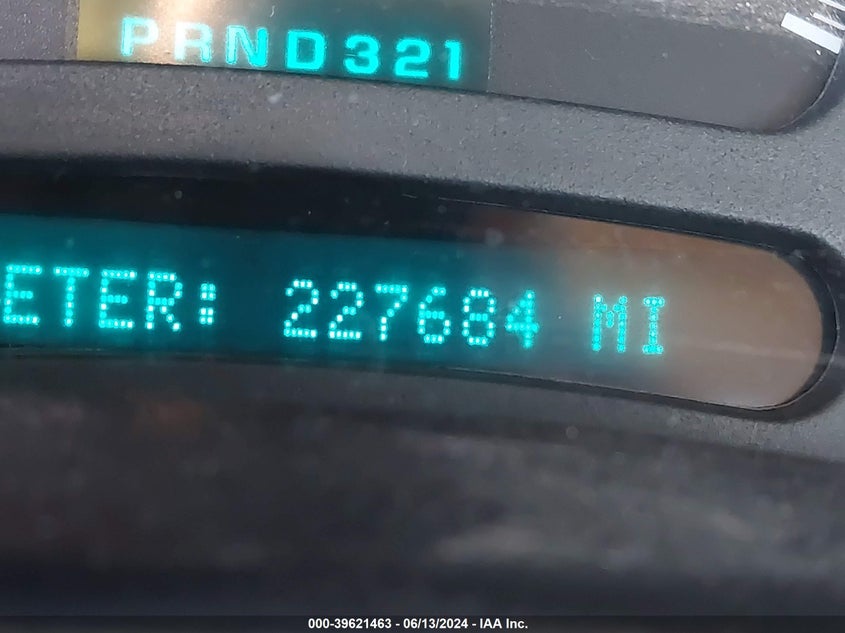 PRND321
ETER: 227684 MI
000-39621463 - 06/13/2024 - IAA Inc.